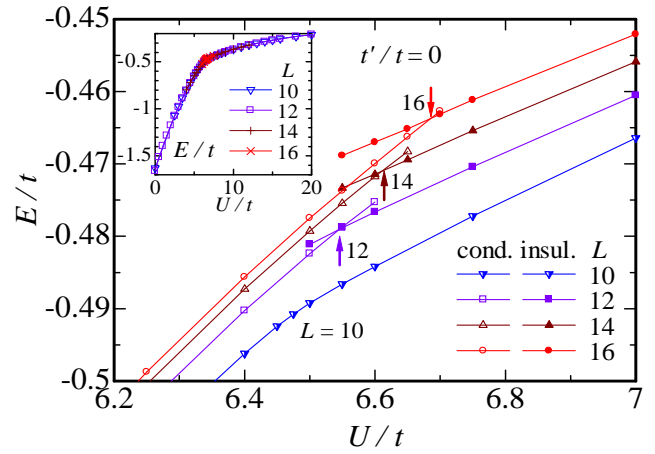 -0.45
-0.46
-0.47
-0.48
-0.49
-0.5
E/t
6.2 6.4 6.6 6.8 7
U/t
t'/t=0
16
14
12
L=10
cond. insul. L
10
12
14
16
-0.5
-1
-1.5
E/t
0 10 20
U/t
L
10
12
14
16